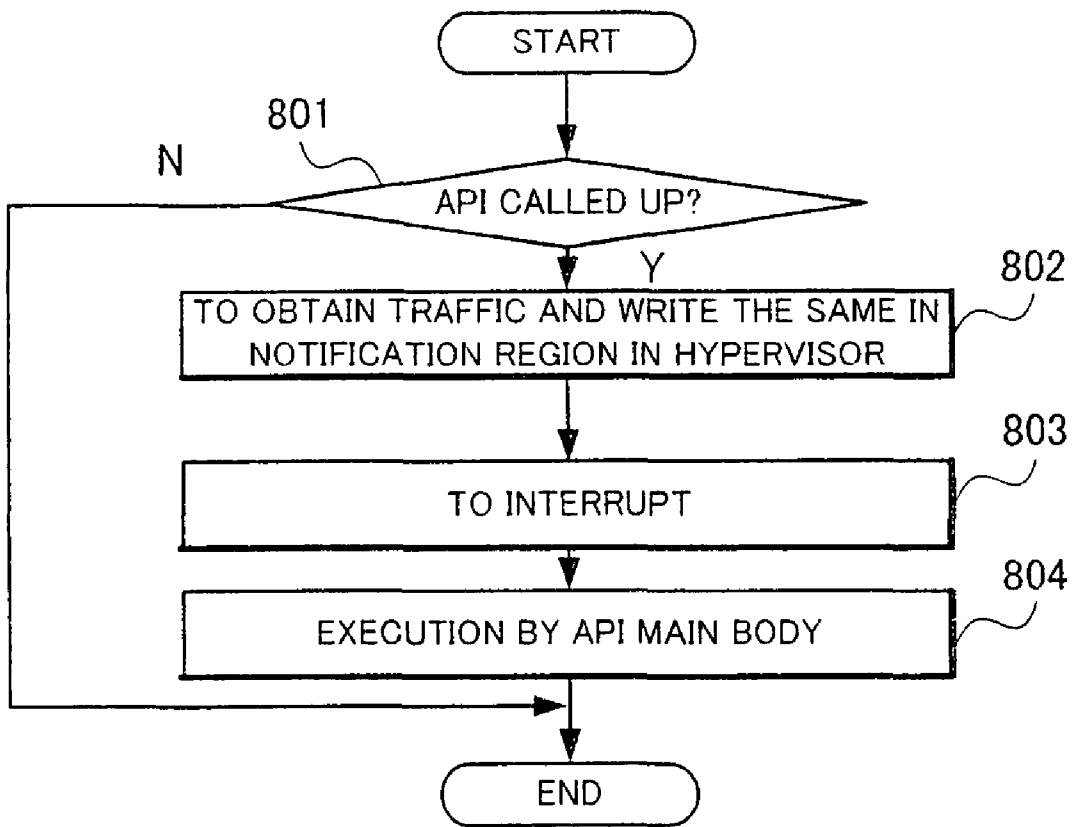 START
801
N
API CALLED UP?
Y
802
TO OBTAIN TRAFFIC AND WRITE THE SAME IN
NOTIFICATION REGION IN HYPERVISOR
803
TO INTERRUPT
804
EXECUTION BY API MAIN BODY
END